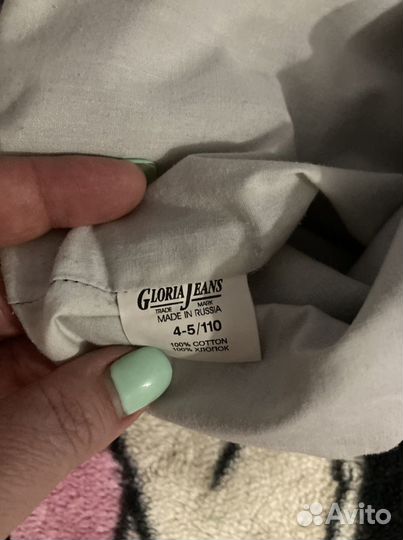 GLORIA JEANS
TRADE MARK
MADE IN RUSSIA
4-5/110
100% COTTON
100% ХЛОПОК
Avito